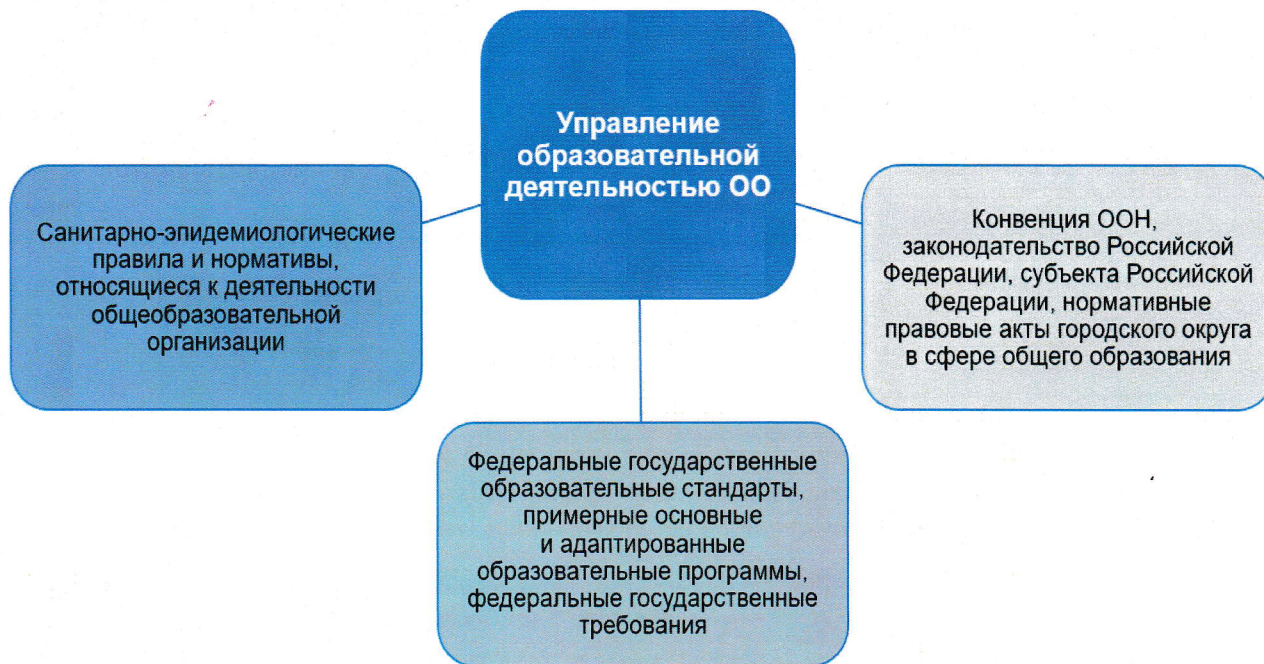 Управление
образовательной
деятельностью ОО
Санитарно-эпидемиологические
правила и нормативы,
относящиеся к деятельности
общеобразовательной
организации
Конвенция ООН,
законодательство Российской
Федерации, субъекта Российской
Федерации, нормативные
правовые акты городского округа
в сфере общего образования
Федеральные государственные
образовательные стандарты,
примерные основные
и адаптированные
образовательные программы,
федеральные государственные
требования